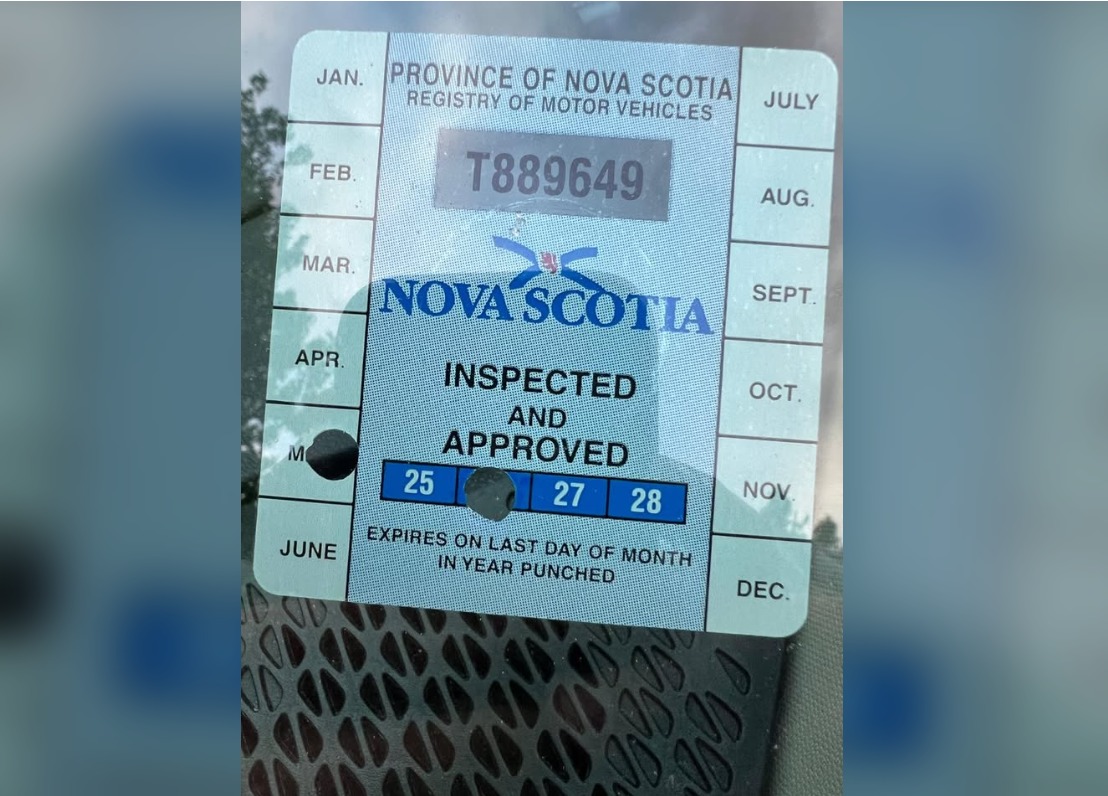 JAN.
FEB.
MAR.
APR.
M
JUNE
PROVINCE OF NOVA SCOTIA
REGISTRY OF MOTOR VEHICLES
T889649
NOVA SCOTIA
INSPECTED
AND
APPROVED
25 27 28
EXPIRES ON LAST DAY OF MONTH
IN YEAR PUNCHED
JULY
AUG.
SEPT.
OCT.
NOV.
DEC.